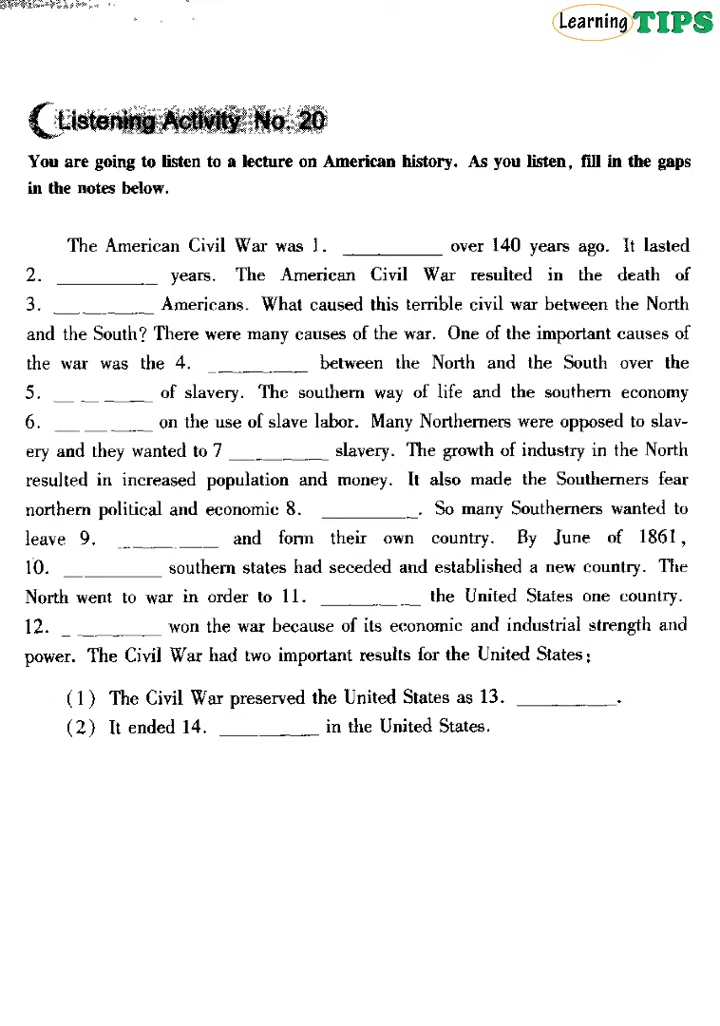 Learning TIPS
Listening Activity No. 20
You are going to listen to a lecture on American history. As you listen, fill in the gaps
in the notes below.
The American Civil War was 1. __________ over 140 years ago. It lasted
2. __________ years. The American Civil War resulted in the death of
3. __________ Americans. What caused this terrible civil war between the North
and the South? There were many causes of the war. One of the important causes of
the war was the 4. __________ between the North and the South over the
5. __________ of slavery. The southern way of life and the southern economy
6. __________ on the use of slave labor. Many Northerners were opposed to slav-
ery and they wanted to 7 __________ slavery. The growth of industry in the North
resulted in increased population and money. It also made the Southerners fear
northern political and economic 8. __________. So many Southerners wanted to
leave 9. __________ and form their own country. By June of 1861,
10. __________ southern states had seceded and established a new country. The
North went to war in order to 11. __________ the United States one country.
12. __________ won the war because of its economic and industrial strength and
power. The Civil War had two important results for the United States:
(1) The Civil War preserved the United States as 13. __________.
(2) It ended 14. __________ in the United States.